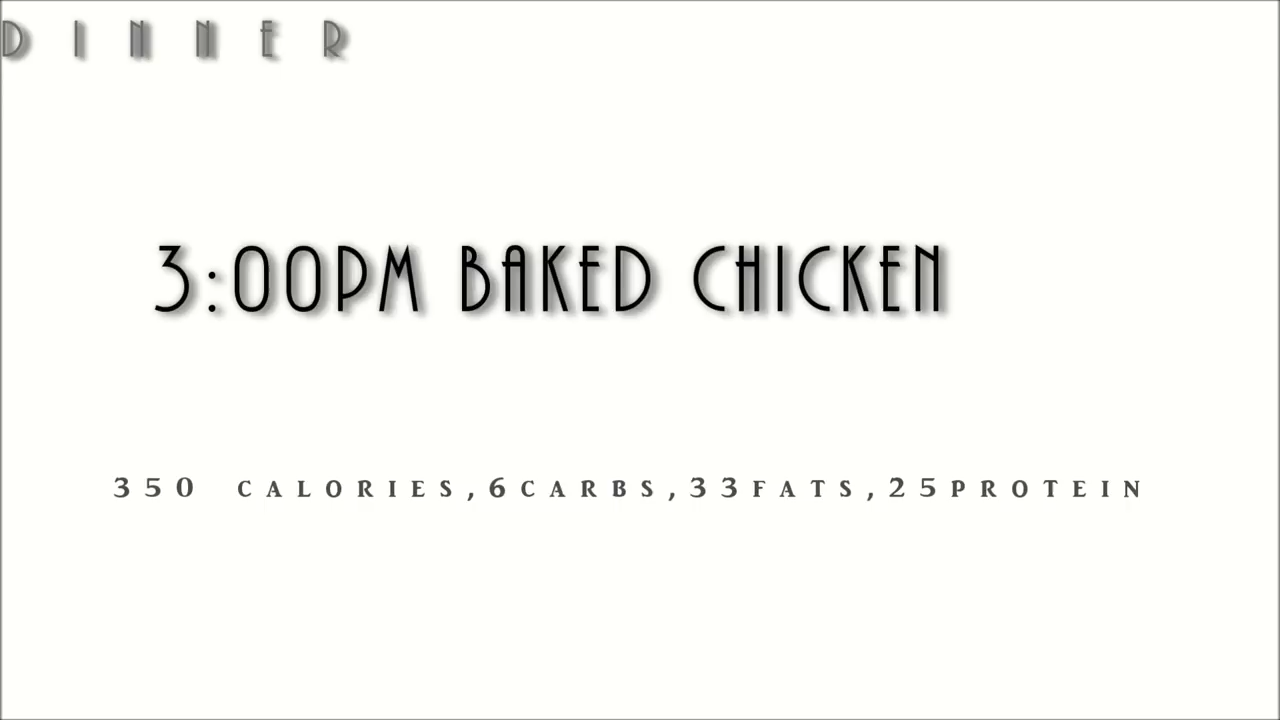 DINNER
3:00PM BAKED CHICKEN
350 CALORIES,6CARBS,33FATS,25PROTEIN